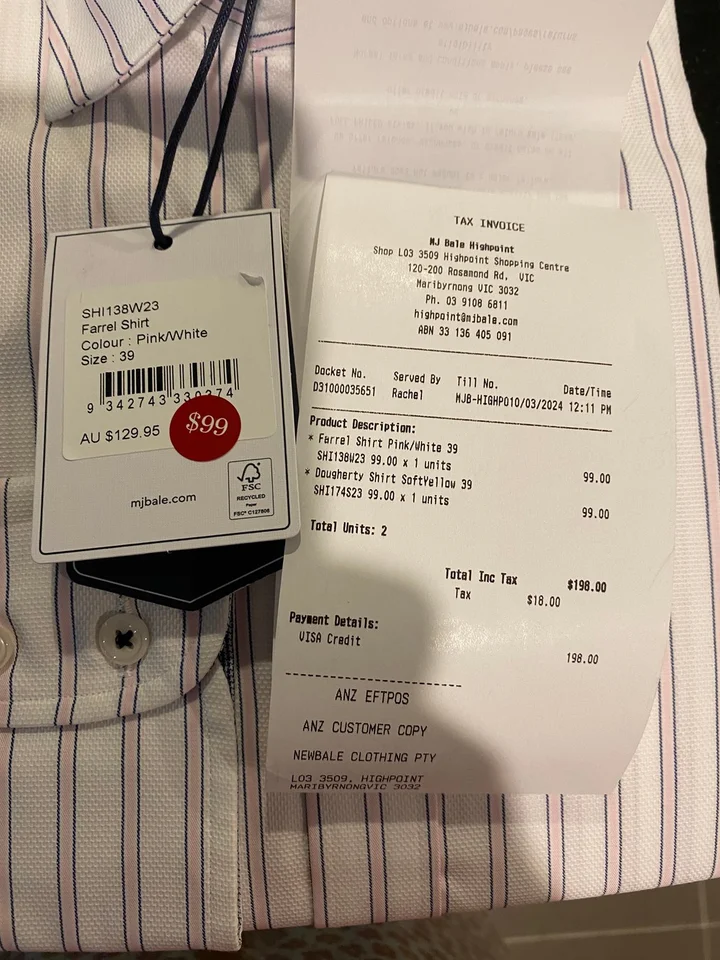 SHI138W23
Farrel Shirt
Colour : Pink/White
Size : 39
9 342743 330274
AU $129.95
$99
mjbale.com
FSC
RECYCLED
Paper
FSC® C127808
TAX INVOICE
MJ Bale Highpoint
Shop L03 3509 Highpoint Shopping Centre
120-200 Rosamond Rd, VIC
Maribyrnong VIC 3032
Ph. 03 9108 6811
highpoint@mjbale.com
ABN 33 136 405 091
Docket No. Served By Till No. Date/Time
D31000035651 Rachel MJB-HIGHPO10/03/2024 12:11 PM
Product Description:
* Farrel Shirt Pink/White 39
SHI138W23 99.00 x 1 units 99.00
* Dougherty Shirt SoftYellow 39
SHI174S23 99.00 x 1 units 99.00
Total Units: 2
Total Inc Tax $198.00
Tax $18.00
Payment Details:
VISA Credit 198.00
ANZ EFTPOS
ANZ CUSTOMER COPY
NEWBALE CLOTHING PTY
L03 3509, HIGHPOINT
MARIBYRNONGVIC 3032